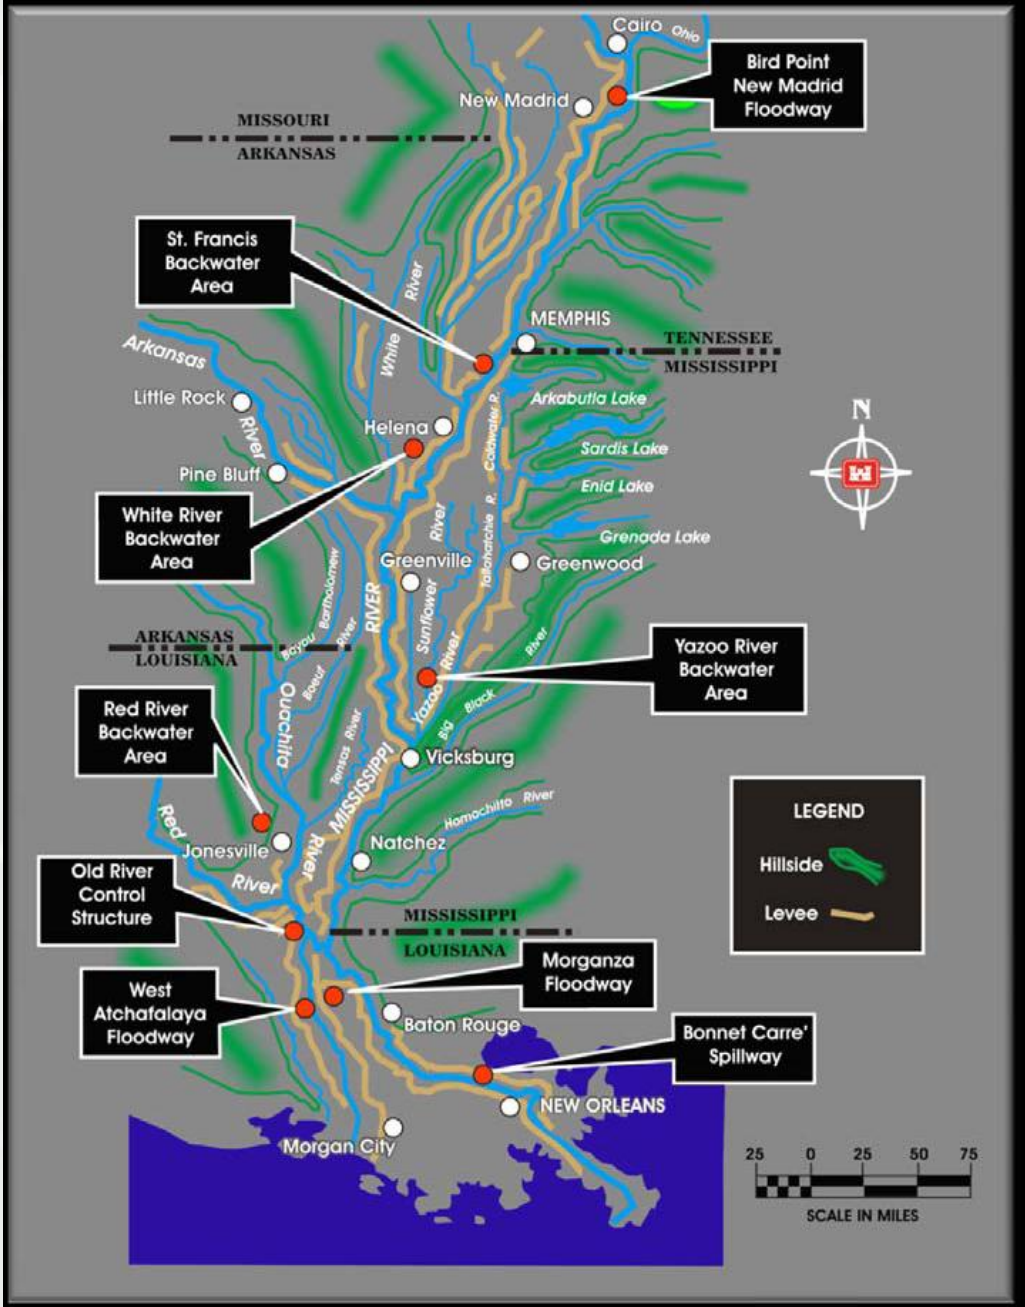 Cairo
Ohio
Bird Point
New Madrid
Floodway
New Madrid
MISSOURI
ARKANSAS
St. Francis
Backwater
Area
White
River
MEMPHIS
TENNESSEE
MISSISSIPPI
Arkansas
River
Little Rock
Pine Bluff
Helena
Coldwater R.
Arkabutla Lake
Sardis Lake
Enid Lake
Grenada Lake
N
White River
Backwater
Area
Tallahatchie R.
Greenville
Greenwood
Sunflower
River
RIVER
Bayou Bartholomew
Boeuf
River
ARKANSAS
LOUISIANA
Yazoo River
Backwater
Area
Yazoo
River
Big Black
River
Red River
Backwater
Area
Ouachita
Tensas River
MISSISSIPPI
Vicksburg
LEGEND
Hillside
Levee
Homochitto River
Natchez
Jonesville
Red
River
River
Old River
Control
Structure
MISSISSIPPI
LOUISIANA
Morganza
Floodway
West
Atchafalaya
Floodway
Baton Rouge
Bonnet Carre'
Spillway
NEW ORLEANS
Morgan City
25 0 25 50 75
SCALE IN MILES